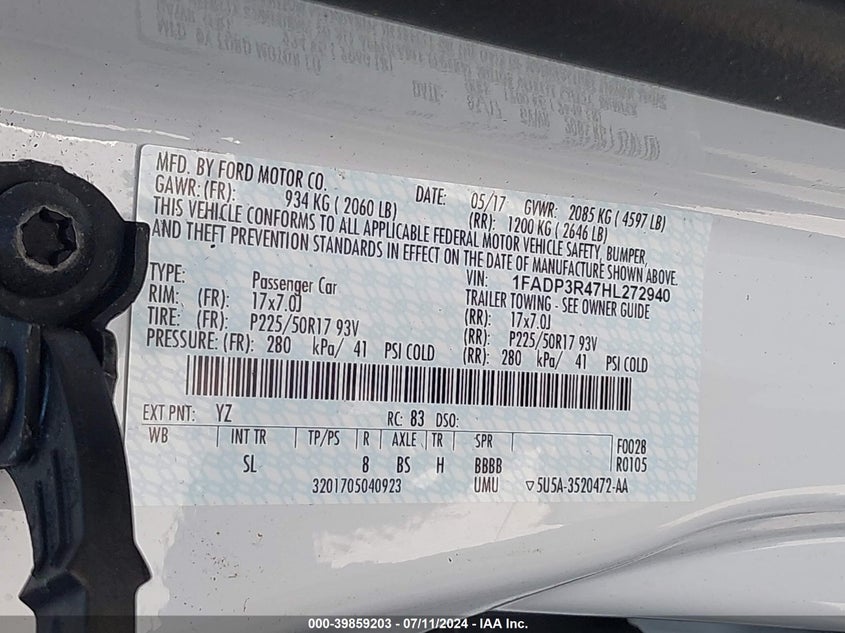 MFD. BY FORD MOTOR CO.
DATE: 05/17 GVWR: 2085 KG ( 4597 LB)
GAWR: (FR): 934 KG ( 2060 LB) (RR): 1200 KG ( 2646 LB)
THIS VEHICLE CONFORMS TO ALL APPLICABLE FEDERAL MOTOR VEHICLE SAFETY, BUMPER,
AND THEFT PREVENTION STANDARDS IN EFFECT ON THE DATE OF MANUFACTURE SHOWN ABOVE.
VIN: 1FADP3R47HL272940
TYPE: Passenger Car TRAILER TOWING - SEE OWNER GUIDE
RIM: (FR): 17x7.0J (RR): 17x7.0J
TIRE: (FR): P225/50R17 93V (RR): P225/50R17 93V
PRESSURE: (FR): 280 kPa/ 41 PSI COLD (RR): 280 kPa/ 41 PSI COLD
EXT PNT: YZ RC: 83 DSO:
WB INT TR TP/PS R AXLE TR SPR F0028
SL 8 BS H BBBB R0105
3201705040923 UMU ▽5U5A-3520472-AA
000-39859203 - 07/11/2024 - IAA Inc.